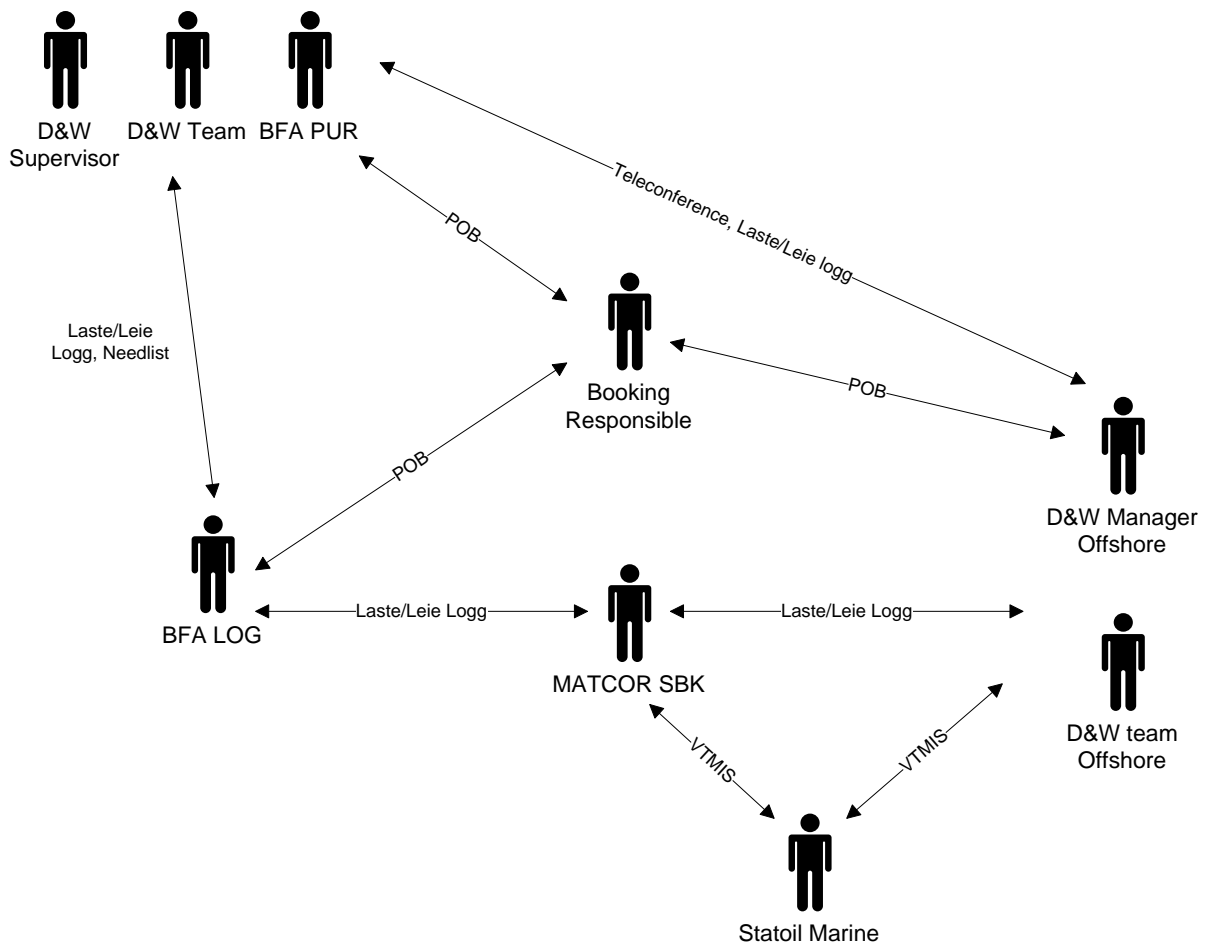 D&W
Supervisor
D&W Team
BFA PUR
Teleconference, Laste/Leie logg
POB
Laste/Leie
Logg, Needlist
Booking
Responsible
POB
POB
D&W Manager
Offshore
BFA LOG
Laste/Leie Logg
MATCOR SBK
Laste/Leie Logg
D&W team
Offshore
VTMIS
VTMIS
Statoil Marine